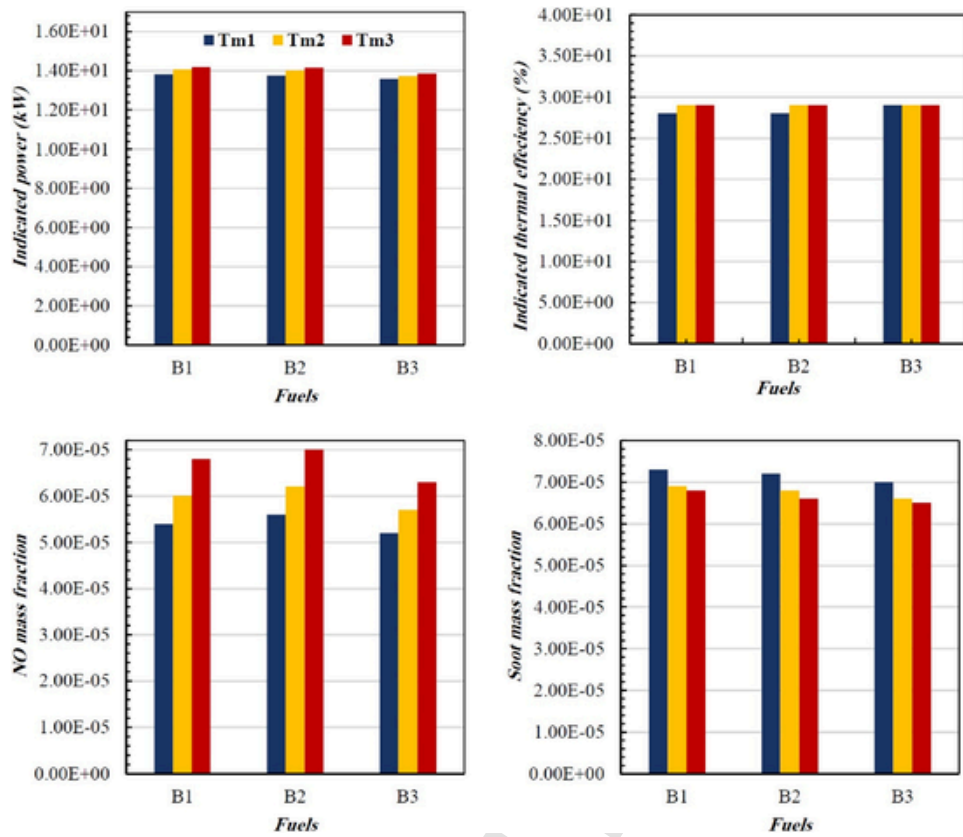 Indicated power (kW)
1.60E+01
1.40E+01
1.20E+01
1.00E+01
8.00E+00
6.00E+00
4.00E+00
2.00E+00
0.00E+00
Tm1 Tm2 Tm3
B1 B2 B3
Fuels
Indicated thermal effeciency (%)
4.00E+01
3.50E+01
3.00E+01
2.50E+01
2.00E+01
1.50E+01
1.00E+01
5.00E+00
0.00E+00
B1 B2 B3
Fuels
NO mass fraction
7.00E-05
6.00E-05
5.00E-05
4.00E-05
3.00E-05
2.00E-05
1.00E-05
0.00E+00
B1 B2 B3
Fuels
Soot mass fraction
8.00E-05
7.00E-05
6.00E-05
5.00E-05
4.00E-05
3.00E-05
2.00E-05
1.00E-05
0.00E+00
B1 B2 B3
Fuels